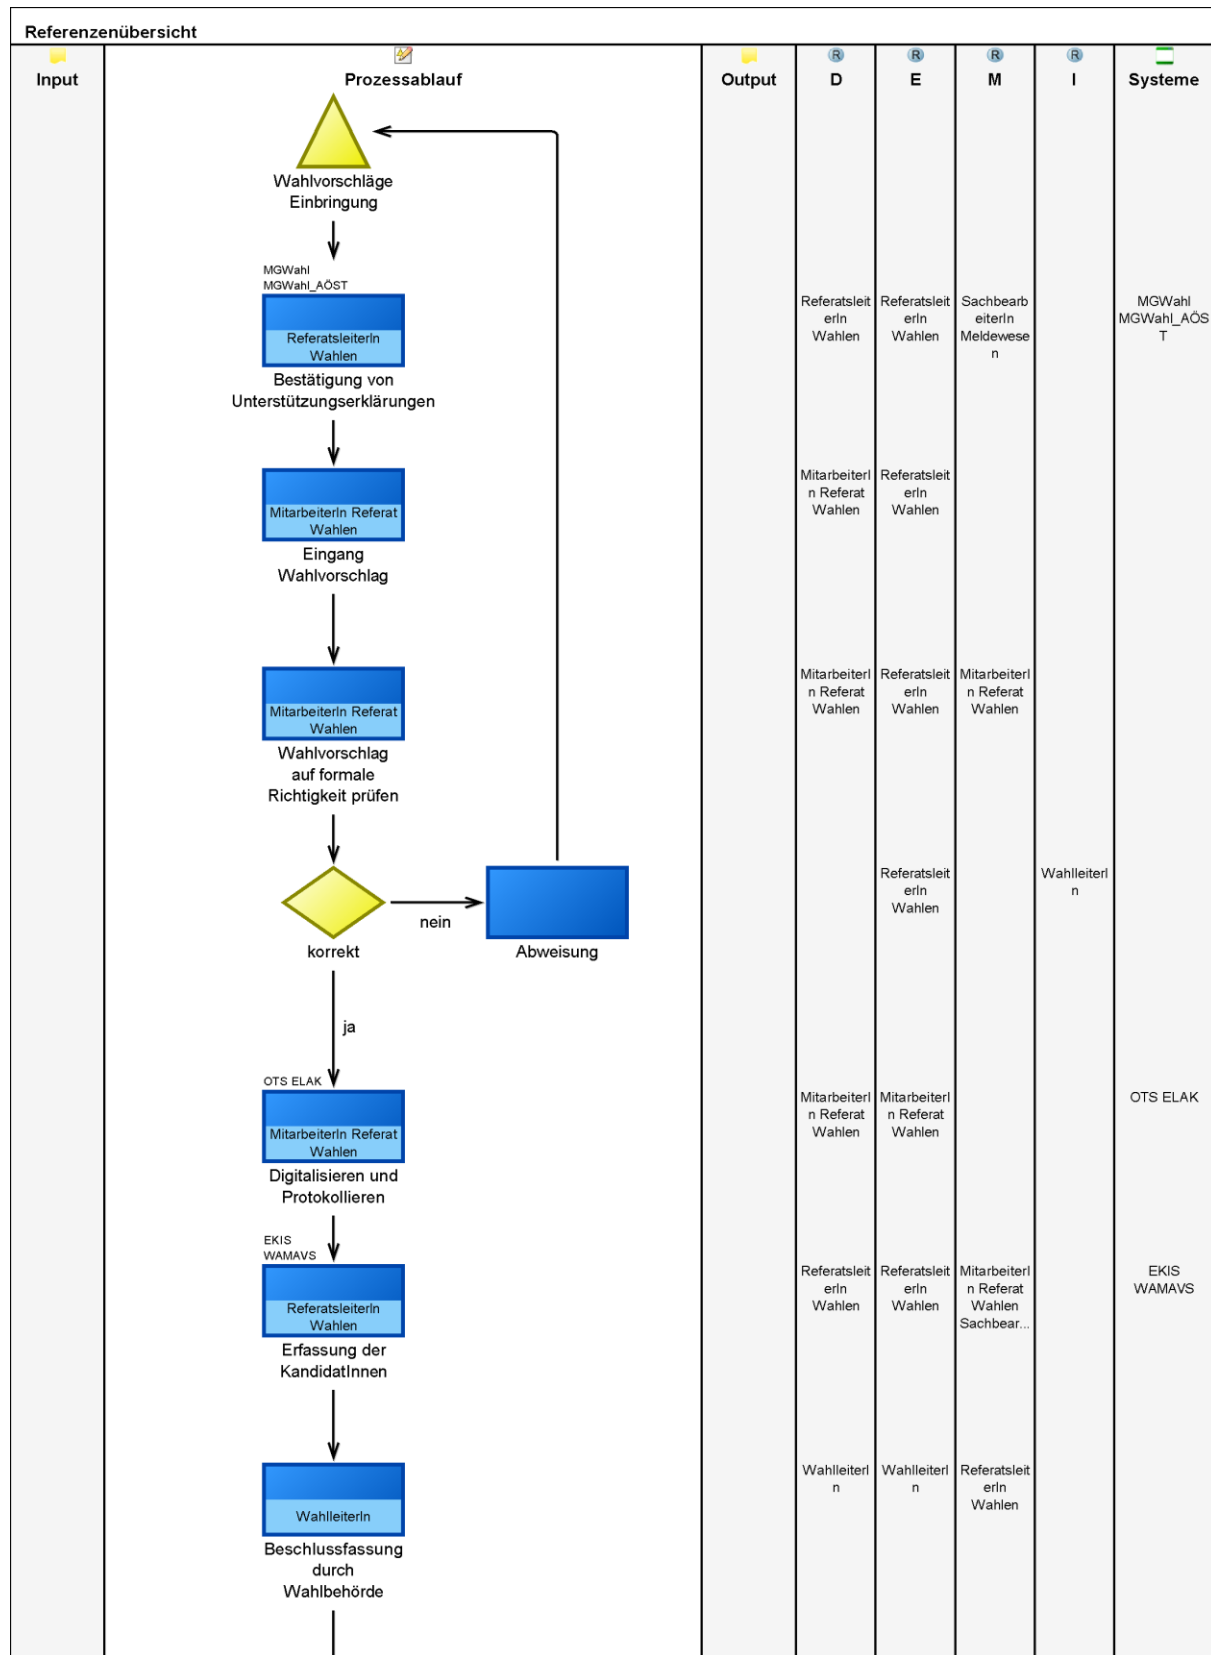 Referenzenübersicht
Input
Prozessablauf
Output
R
D
R
E
R
M
R
I
Systeme
Wahlvorschläge
Einbringung
MGWahl
MGWahl_AÖST
ReferatsleiterIn
Wahlen
Bestätigung von
Unterstützungserklärungen
Referatsleit
erIn
Wahlen
Referatsleit
erIn
Wahlen
Sachbearb
eiterIn
Meldewese
n
MGWahl
MGWahl_AÖS
T
MitarbeiterIn Referat
Wahlen
Eingang
Wahlvorschlag
MitarbeiterI
n Referat
Wahlen
Referatsleit
erIn
Wahlen
MitarbeiterIn Referat
Wahlen
Wahlvorschlag
auf formale
Richtigkeit prüfen
MitarbeiterI
n Referat
Wahlen
Referatsleit
erIn
Wahlen
MitarbeiterI
n Referat
Wahlen
korrekt
nein
Abweisung
Referatsleit
erIn
Wahlen
WahlleiterI
n
ja
OTS ELAK
MitarbeiterIn Referat
Wahlen
Digitalisieren und
Protokollieren
MitarbeiterI
n Referat
Wahlen
MitarbeiterI
n Referat
Wahlen
OTS ELAK
EKIS
WAMAVS
ReferatsleiterIn
Wahlen
Erfassung der
KandidatInnen
Referatsleit
erIn
Wahlen
Referatsleit
erIn
Wahlen
MitarbeiterI
n Referat
Wahlen
Sachbear...
EKIS
WAMAVS
WahlleiterIn
Beschlussfassung
durch
Wahlbehörde
WahlleiterI
n
WahlleiterI
n
Referatsleit
erIn
Wahlen